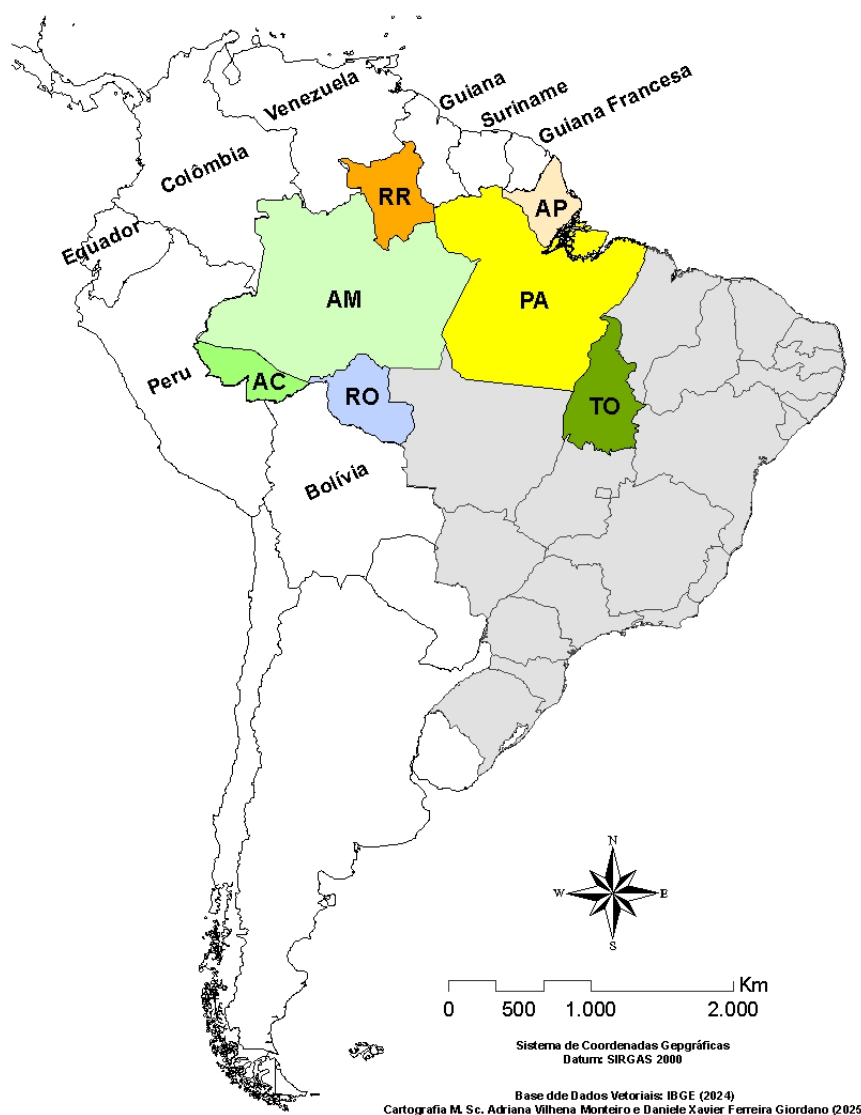 Venezuela
Guiana
Suriname
Guiana Francesa
Colômbia
RR
AP
Equador
AM
PA
Peru
AC
RO
TO
Bolívia
N
W
E
S
Km
0
500
1.000
2.000
Sistema de Coordenadas Gepgráficas
Datum: SIRGAS 2000
Base dde Dados Vetoriais: IBGE (2024)
Cartografia M. Sc. Adriana Vilhena Monteiro e Daniele Xavier Ferreira Giordano (2025